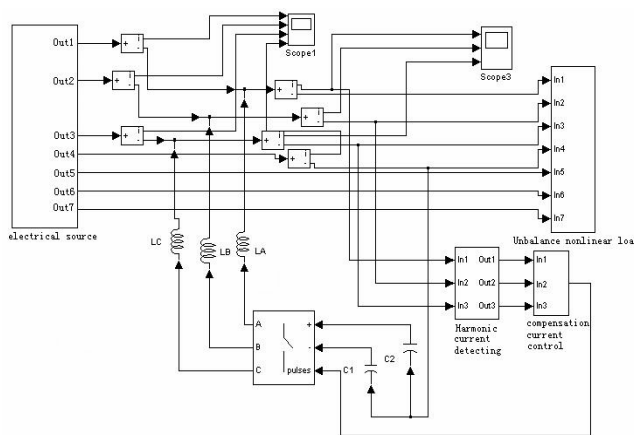 Out1
Out2
Out3
Out4
Out5
Out6
Out7
electrical source
+
i
-
+
i
-
+
i
-
Scope1
Scope3
+
i
-
+
i
-
+
i
-
+
i
-
In1
In2
In3
In4
In5
In6
In7
Unbalance nonlinear loa
LC
LB
LA
A
B
C
+
-
pulses
C1
C2
In1
In2
In3
Out1
Out2
Out3
Harmonic
current
detecting
In1
In2
In3
compensation
current
control